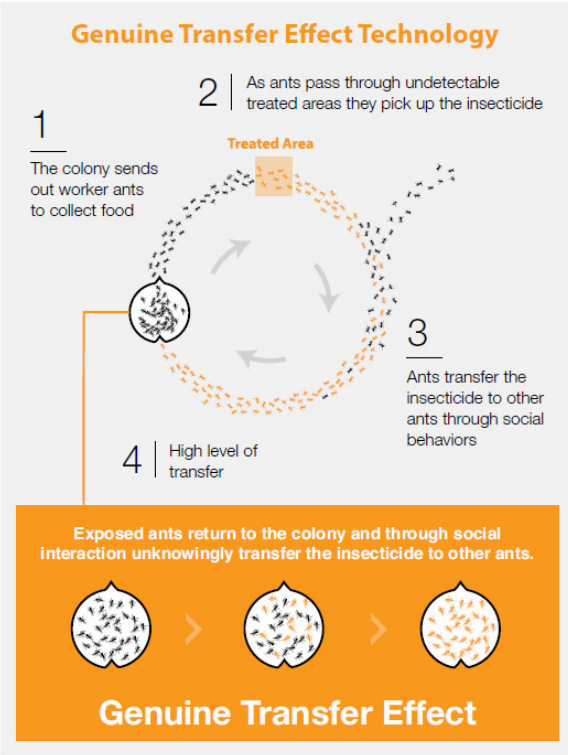 Genuine Transfer Effect Technology
1
The colony sends
out worker ants
to collect food
2
As ants pass through undetectable
treated areas they pick up the insecticide
Treated Area
3
Ants transfer the
insecticide to other
ants through social
behaviors
4
High level of
transfer
Exposed ants return to the colony and through social
interaction unknowingly transfer the insecticide to other ants.
Genuine Transfer Effect